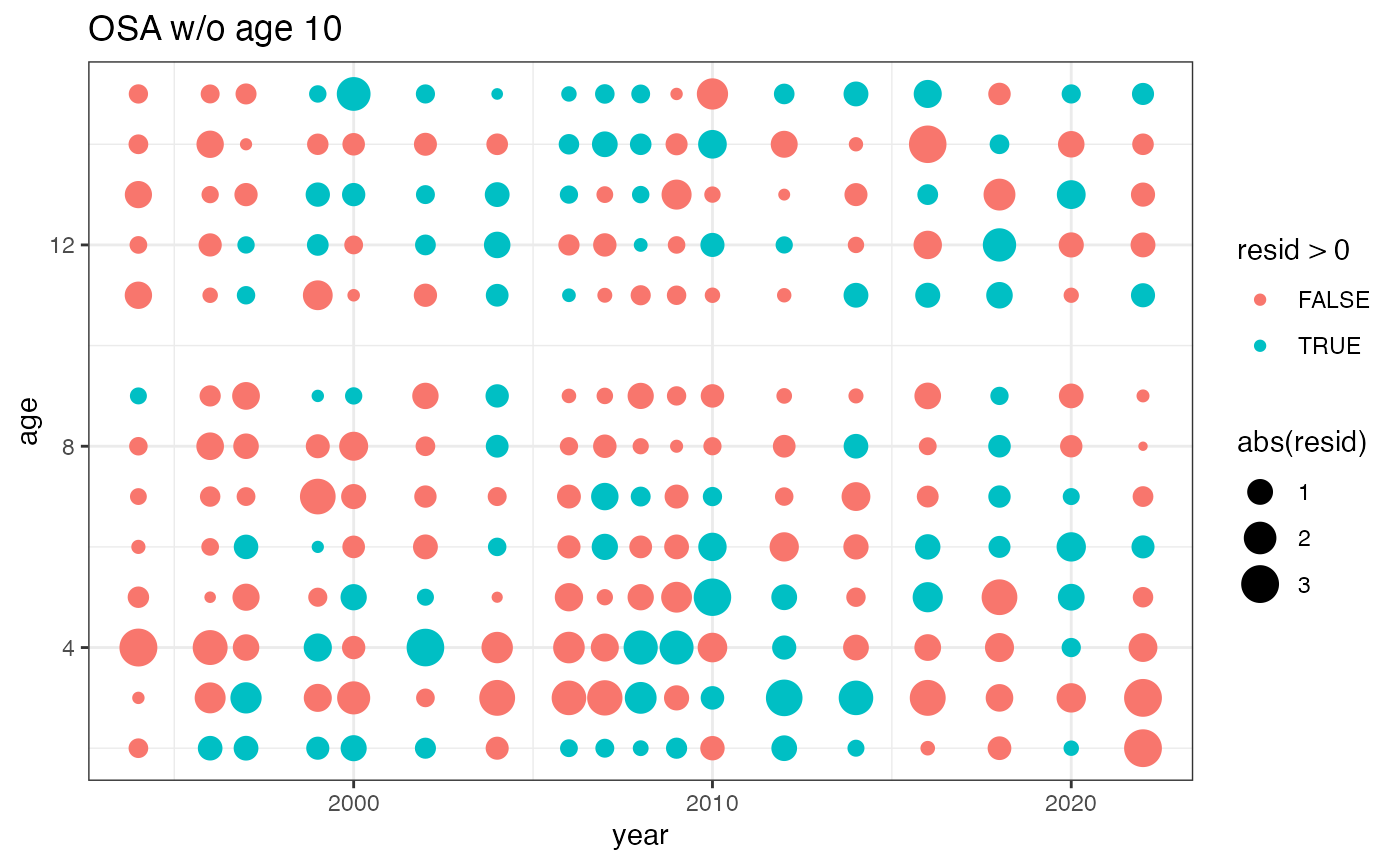 OSA w/o age 10
12
8
4
age
2000 2010 2020
year
resid > 0
FALSE
TRUE
abs(resid)
1
2
3